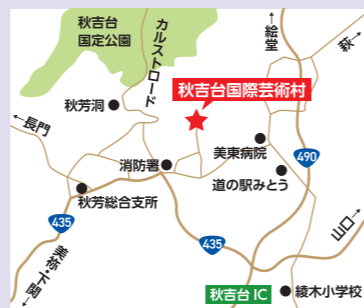 秋吉台
国定公園
カルストロード
←絵堂
萩→
秋吉台国際芸術村
秋芳洞
←長門
美東病院
490
消防署
道の駅みとう
秋芳総合支所
435
435
山口→
美祢・下関→
秋吉台 IC
綾木小学校